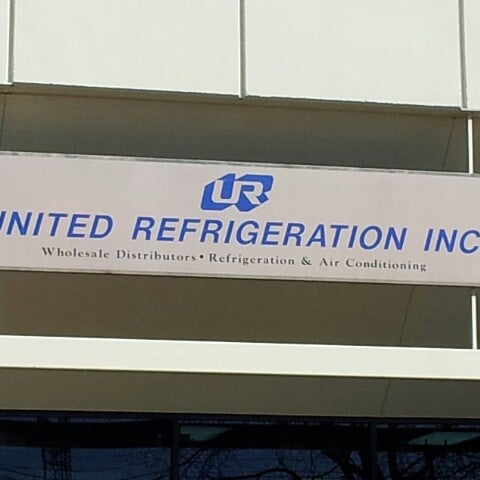 UR
UNITED REFRIGERATION INC
Wholesale Distributors • Refrigeration & Air Conditioning